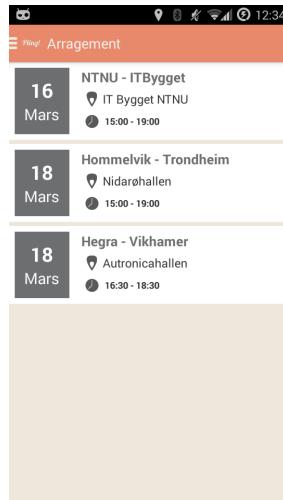 12:34
Pling! Arragement
16
Mars
NTNU - ITBygget
IT Bygget NTNU
15:00 - 19:00
18
Mars
Hommelvik - Trondheim
Nidarøhallen
15:00 - 19:00
18
Mars
Hegra - Vikhamer
Autronicahallen
16:30 - 18:30